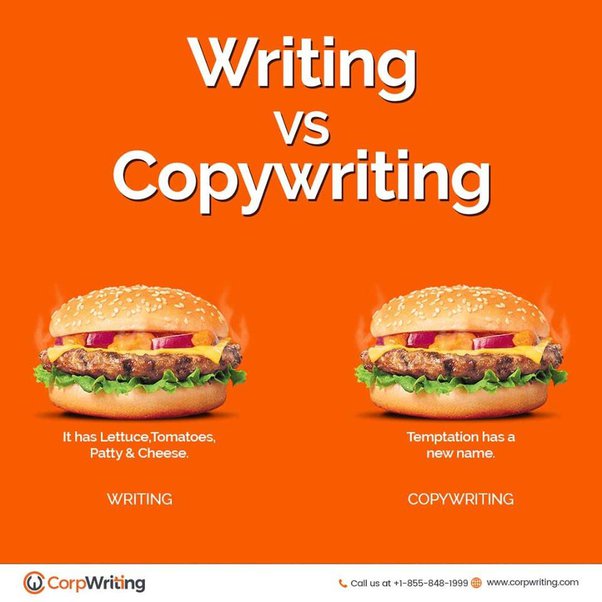 Writing
VS
Copywriting
It has Lettuce,Tomatoes,
Patty & Cheese.
WRITING
Temptation has a
new name.
COPYWRITING
CorpWriting
Call us at +1-855-848-1999 www.corpwriting.com